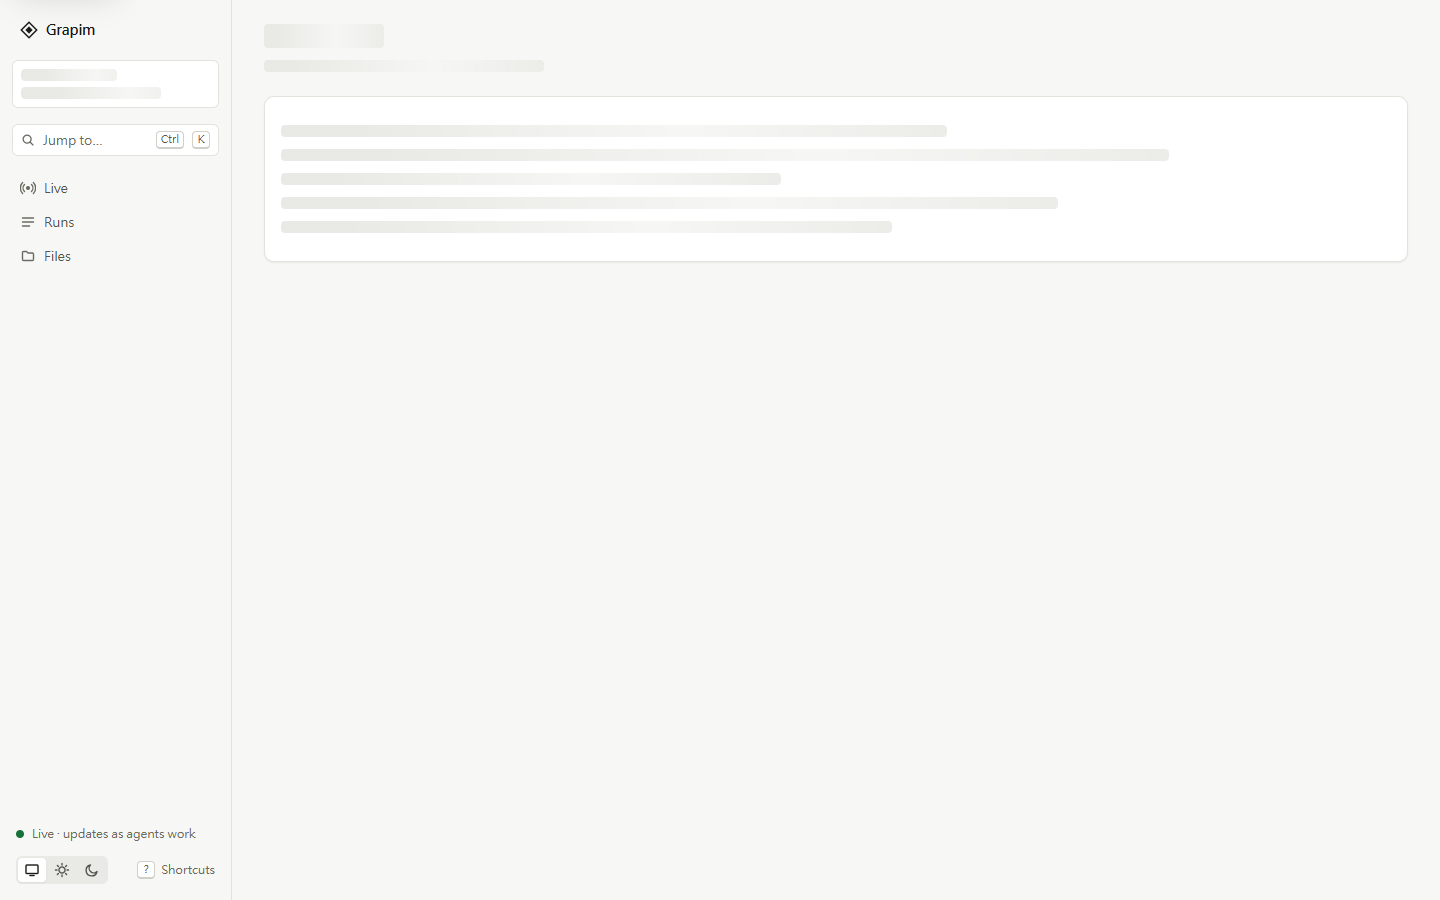 Grapim
Jump to... Ctrl K
Live
Runs
Files
Live · updates as agents work
? Shortcuts